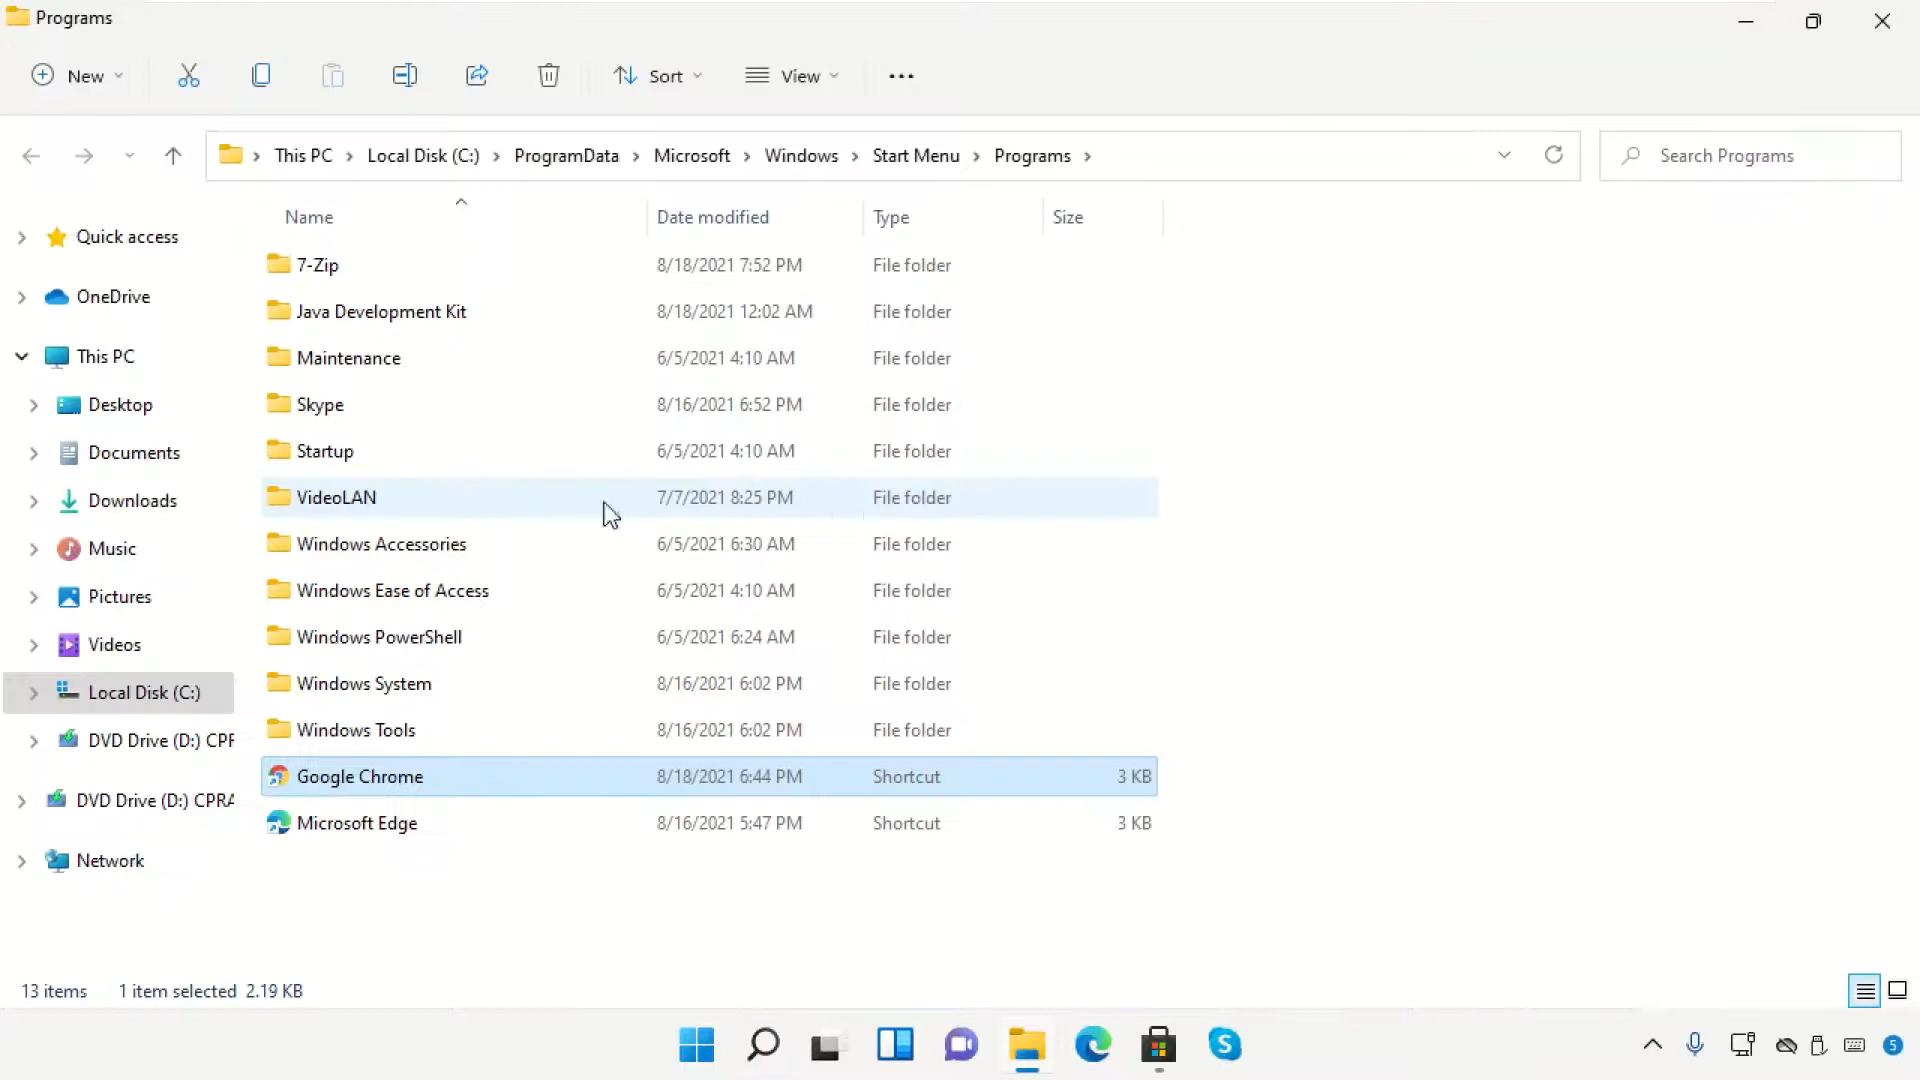 Programs
New
Sort
View
This PC
Local Disk (C:)
ProgramData
Microsoft
Windows
Start Menu
Programs
Search Programs
Quick access
OneDrive
This PC
Desktop
Documents
Downloads
Music
Pictures
Videos
Local Disk (C:)
DVD Drive (D:) CPF
DVD Drive (D:) CPRA
Network
Name Date modified Type Size
7-Zip 8/18/2021 7:52 PM File folder
Java Development Kit 8/18/2021 12:02 AM File folder
Maintenance 6/5/2021 4:10 AM File folder
Skype 8/16/2021 6:52 PM File folder
Startup 6/5/2021 4:10 AM File folder
VideoLAN 7/7/2021 8:25 PM File folder
Windows Accessories 6/5/2021 6:30 AM File folder
Windows Ease of Access 6/5/2021 4:10 AM File folder
Windows PowerShell 6/5/2021 6:24 AM File folder
Windows System 8/16/2021 6:02 PM File folder
Windows Tools 8/16/2021 6:02 PM File folder
Google Chrome 8/18/2021 6:44 PM Shortcut 3 KB
Microsoft Edge 8/16/2021 5:47 PM Shortcut 3 KB
13 items 1 item selected 2.19 KB
5